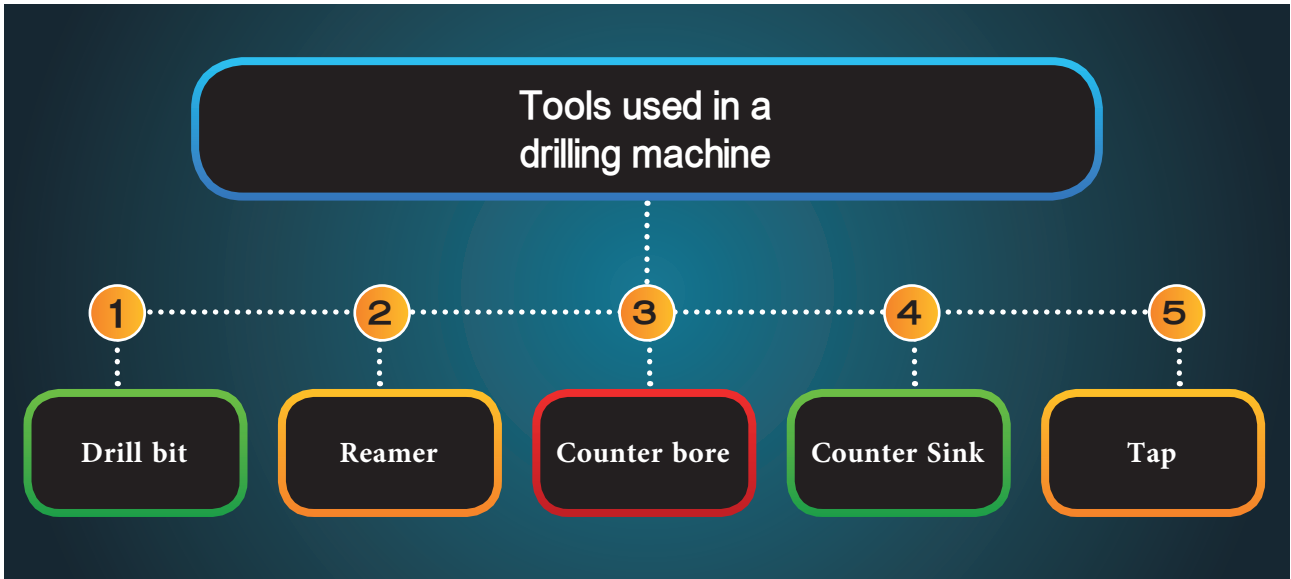 Tools used in a
drilling machine
1
2
3
4
5
Drill bit
Reamer
Counter bore
Counter Sink
Tap